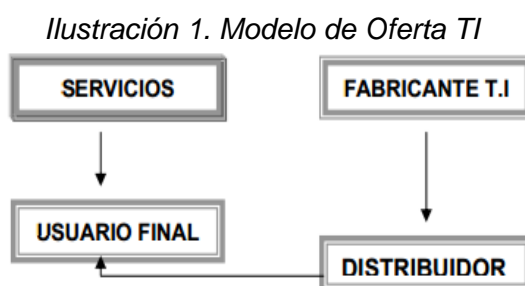 Ilustración 1. Modelo de Oferta TI
SERVICIOS
FABRICANTE T.I
USUARIO FINAL
DISTRIBUIDOR